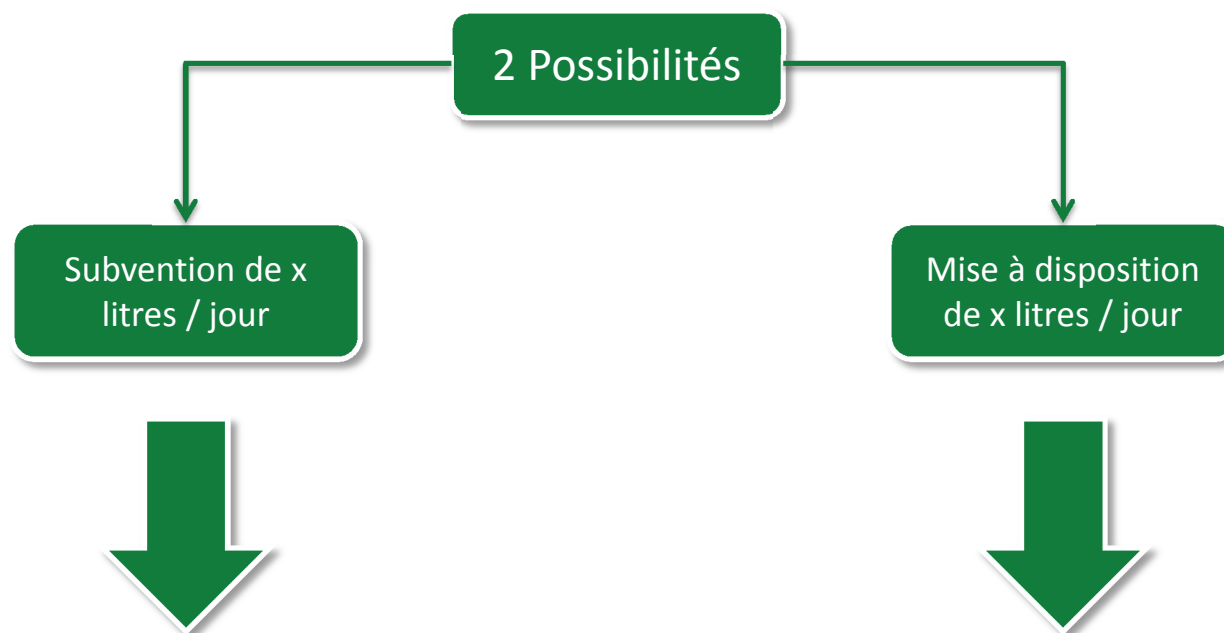 2 Possibilités
Subvention de x
litres / jour
Mise à disposition
de x litres / jour